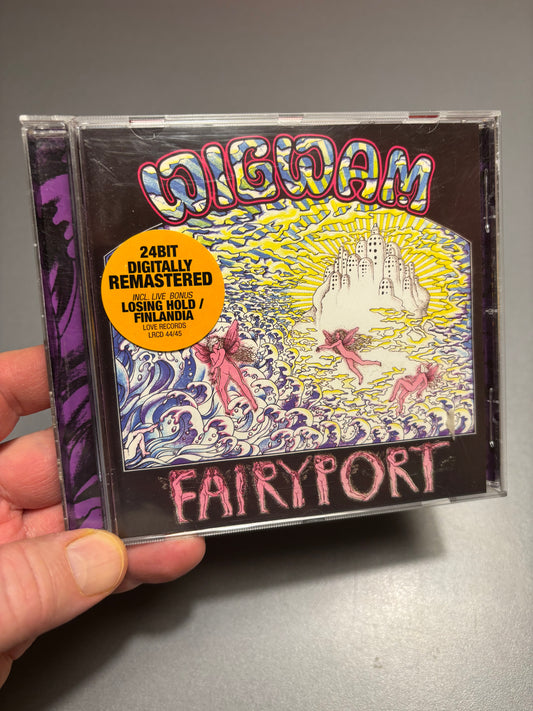 WIGWAM
24BIT
DIGITALLY
REMASTERED
INCL. LIVE BONUS
LOSING HOLD /
FINLANDIA
LOVE RECORDS
LRCD 44/45
FAIRYPORT